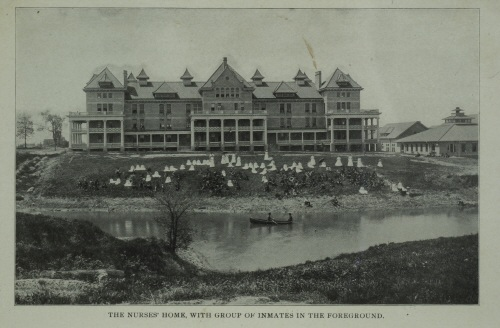 THE NURSES' HOME, WITH GROUP OF INMATES IN THE FOREGROUND.